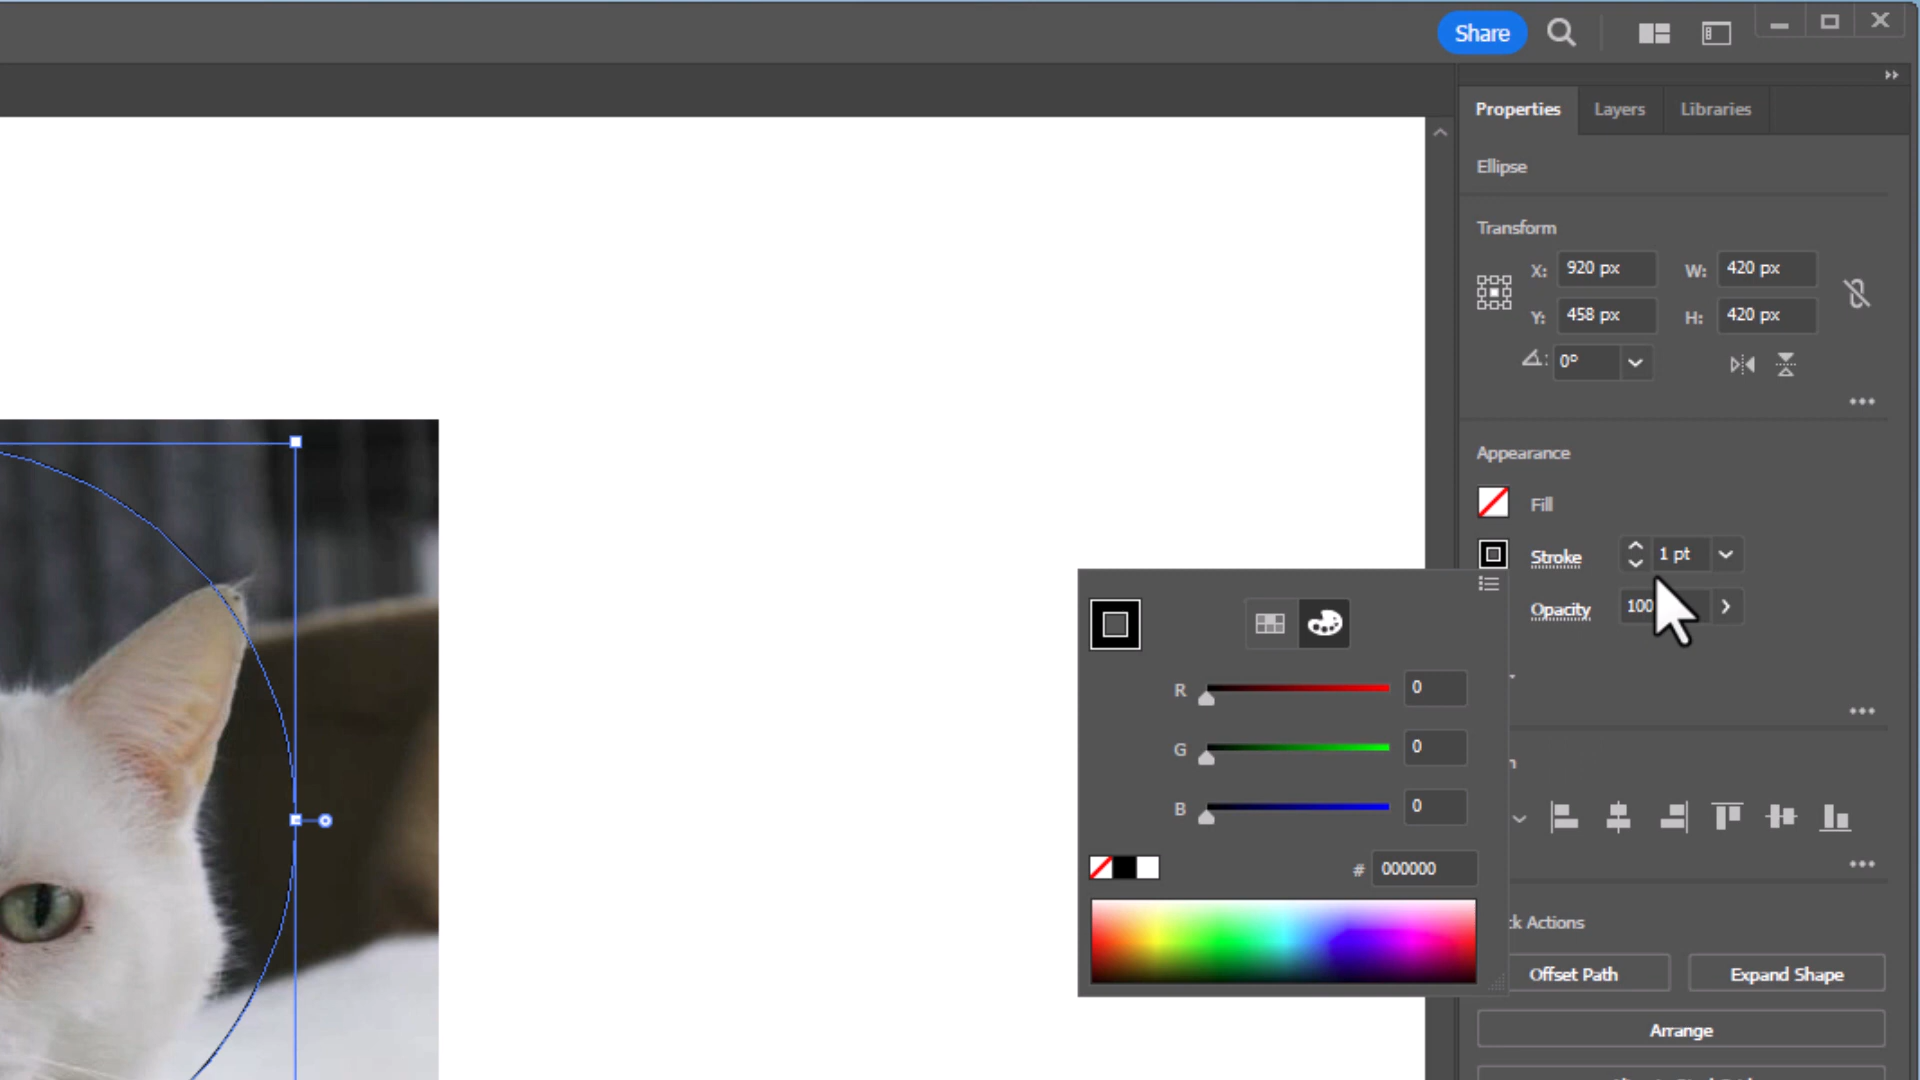 Share
Properties Layers Libraries
Ellipse
Transform
X: 920 px W: 420 px
Y: 458 px H: 420 px
0°
Appearance
Fill
Stroke 1 pt
Opacity 100
R 0
G 0
B 0
# 000000
k Actions
Offset Path Expand Shape
Arrange